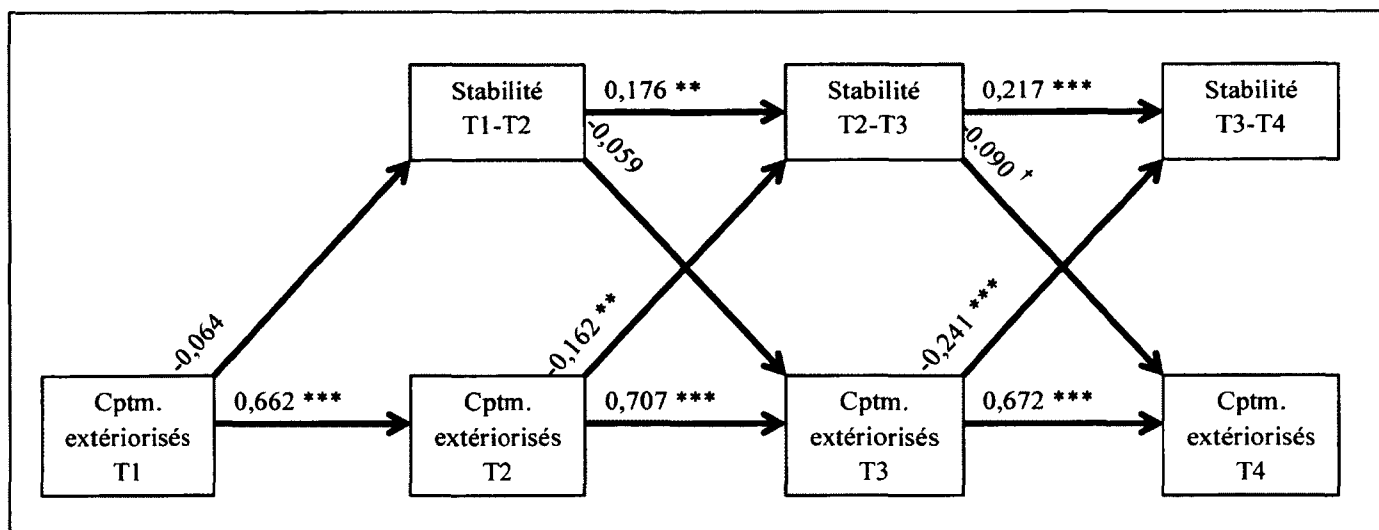 Stabilité
T1-T2
0,176 **
Stabilité
T2-T3
0,217 ***
Stabilité
T3-T4
-0,059
-0.090 †
-0,064
-0,162 **
-0,241 ***
Cptm.
extériorisés
T1
0,662 ***
Cptm.
extériorisés
T2
0,707 ***
Cptm.
extériorisés
T3
0,672 ***
Cptm.
extériorisés
T4